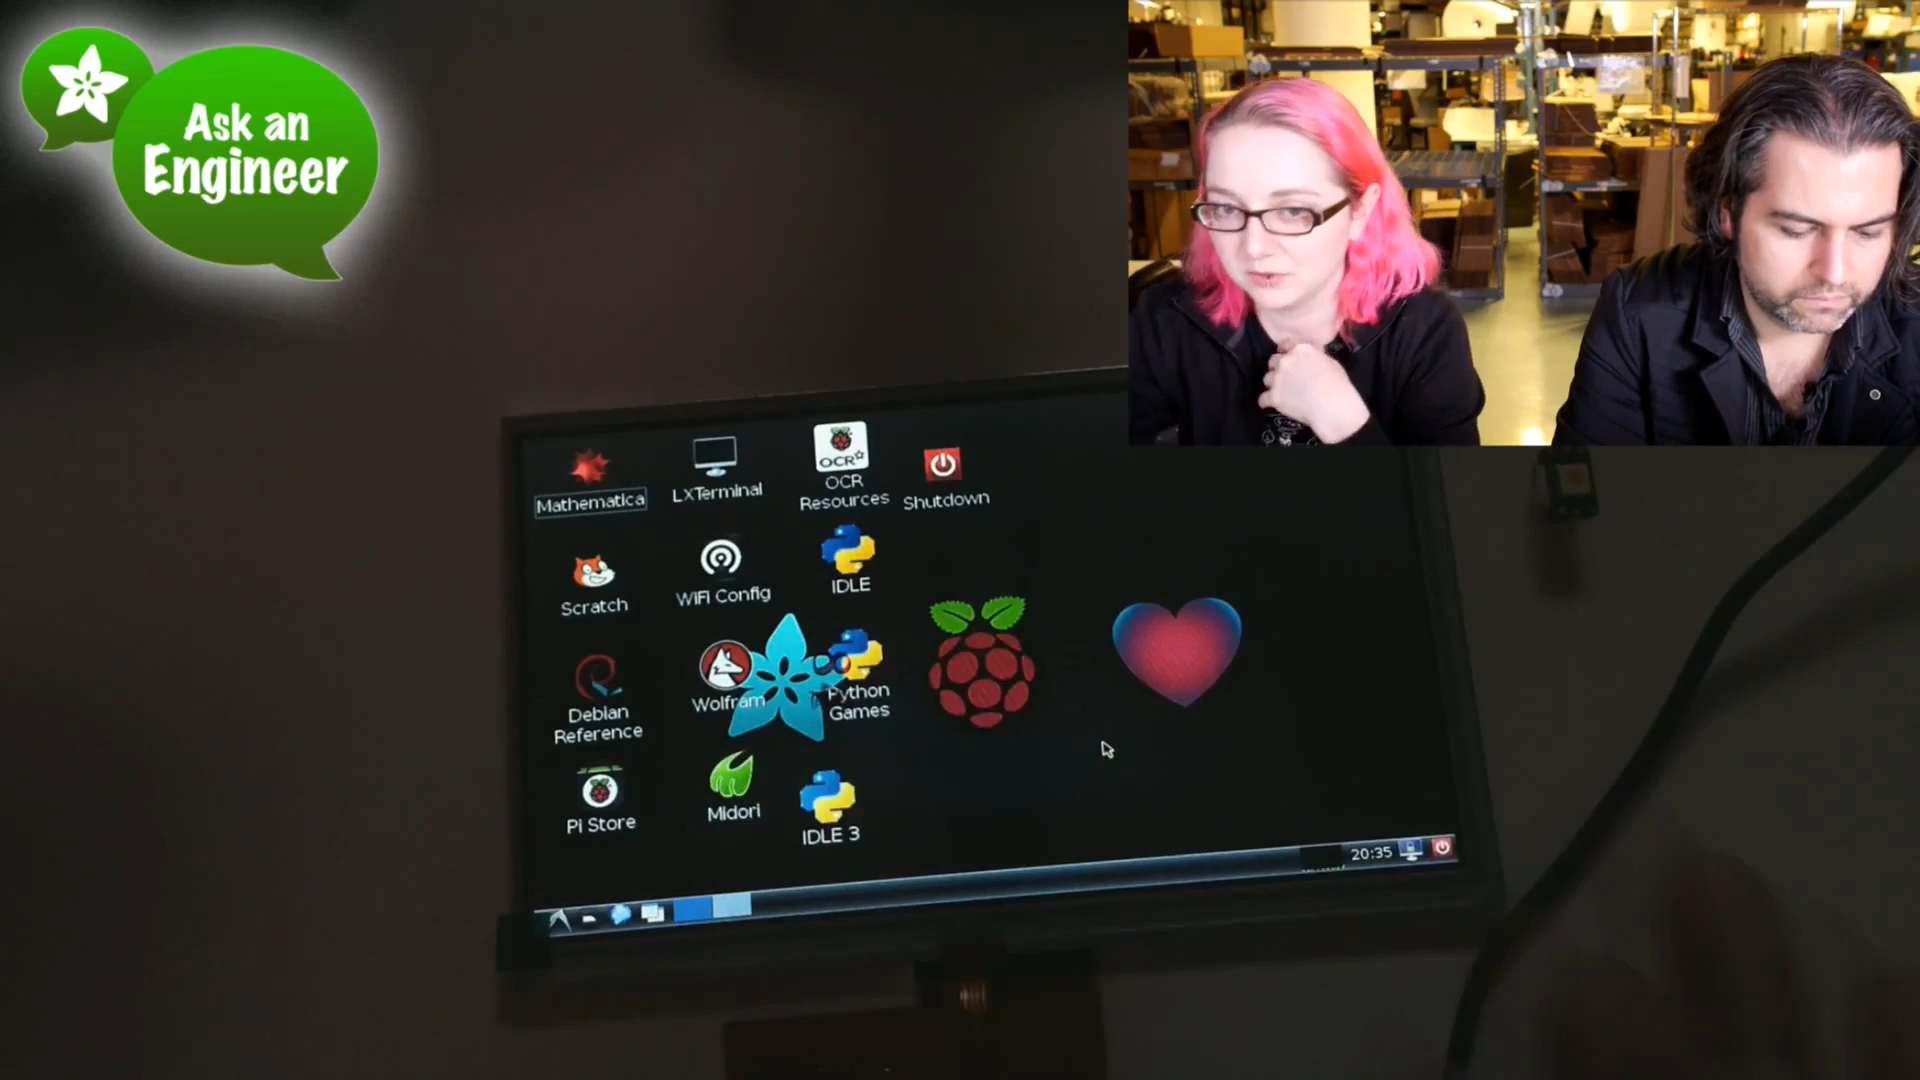 Ask an
Engineer
Mathematica
LXTerminal
OCR
OCR
Resources
Shutdown
Scratch
WiFi Config
IDLE
Debian
Reference
Wolfram
Python
Games
Pi Store
Midori
IDLE 3
20:35